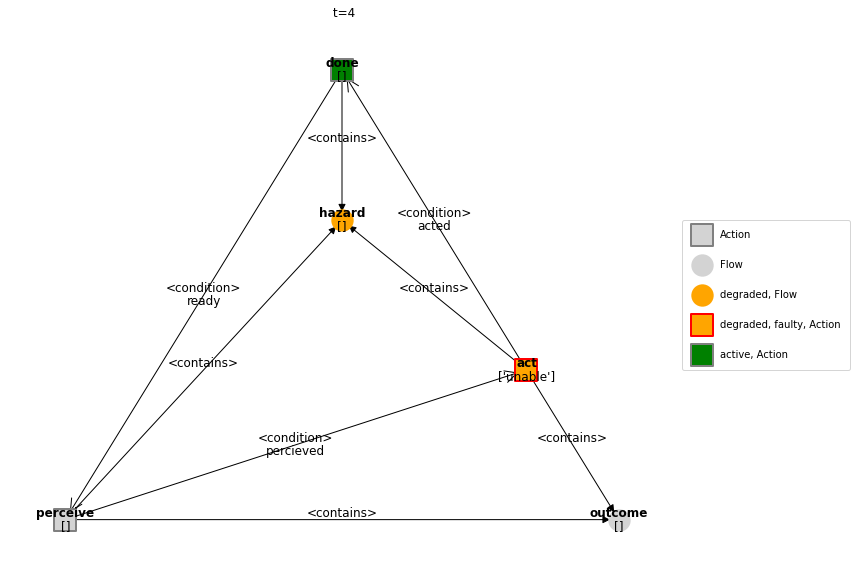 t=4
done
[]
<contains>
hazard
[]
<condition>
acted
<condition>
ready
<contains>
<contains>
act
['unable']
<condition>
percieved
<contains>
perceive
[]
<contains>
outcome
[]
Action
Flow
degraded, Flow
degraded, faulty, Action
active, Action